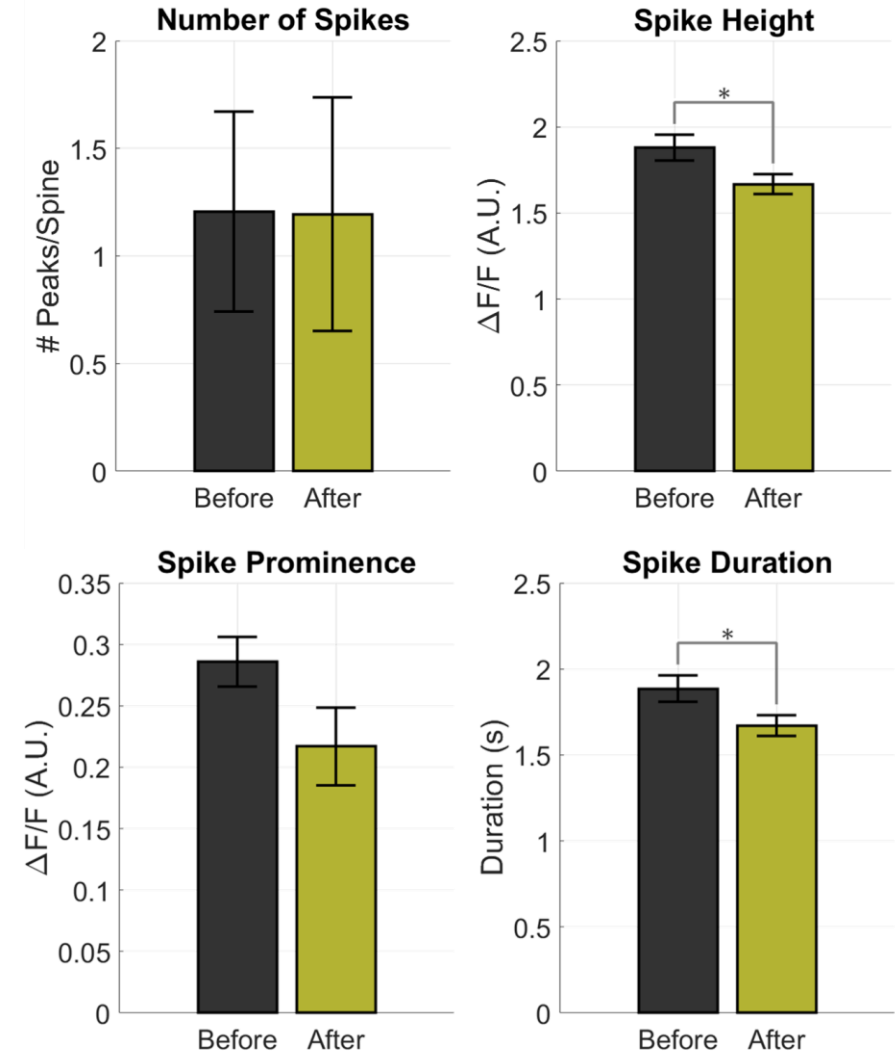 Number of Spikes
# Peaks/Spine
2
1.5
1
0.5
0
Before After
Spike Height
ΔF/F (A.U.)
2.5
2
1.5
1
0.5
0
*
Before After
Spike Prominence
ΔF/F (A.U.)
0.35
0.3
0.25
0.2
0.15
0.1
0.05
0
Before After
Spike Duration
Duration (s)
2.5
2
1.5
1
0.5
0
*
Before After